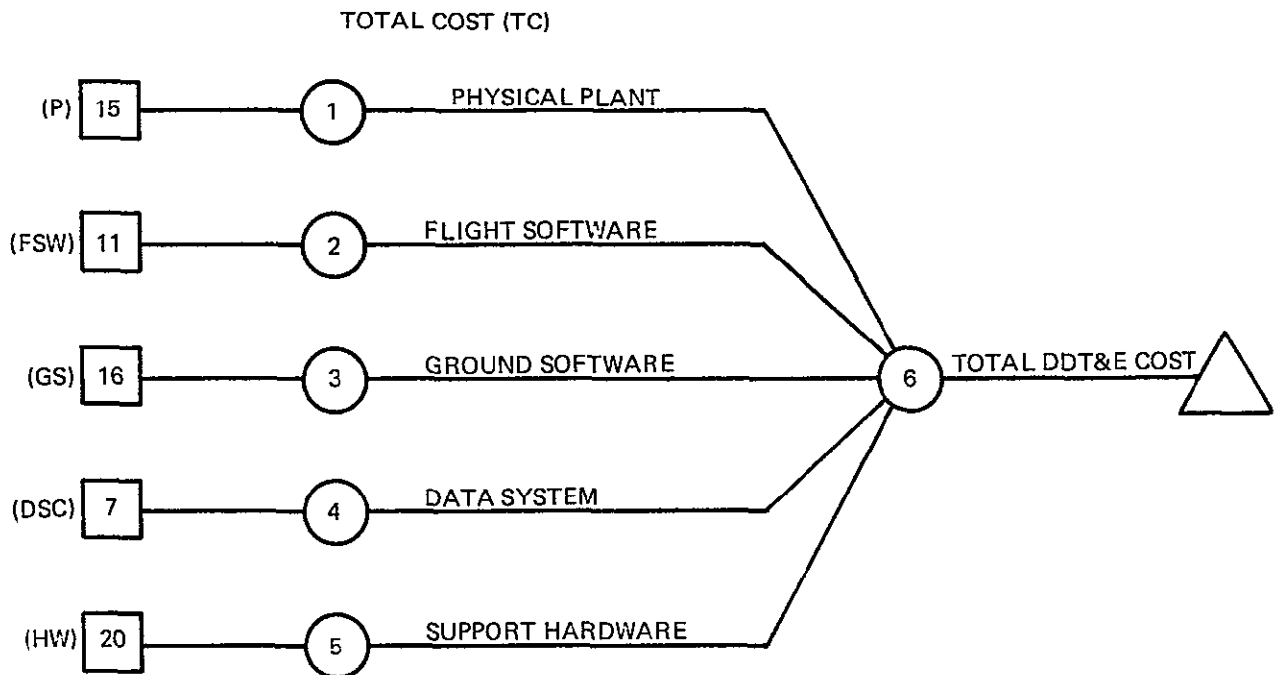 TOTAL COST (TC)
(P) 15 1 PHYSICAL PLANT
(FSW) 11 2 FLIGHT SOFTWARE
(GS) 16 3 GROUND SOFTWARE 6 TOTAL DDT&E COST
(DSC) 7 4 DATA SYSTEM
(HW) 20 5 SUPPORT HARDWARE